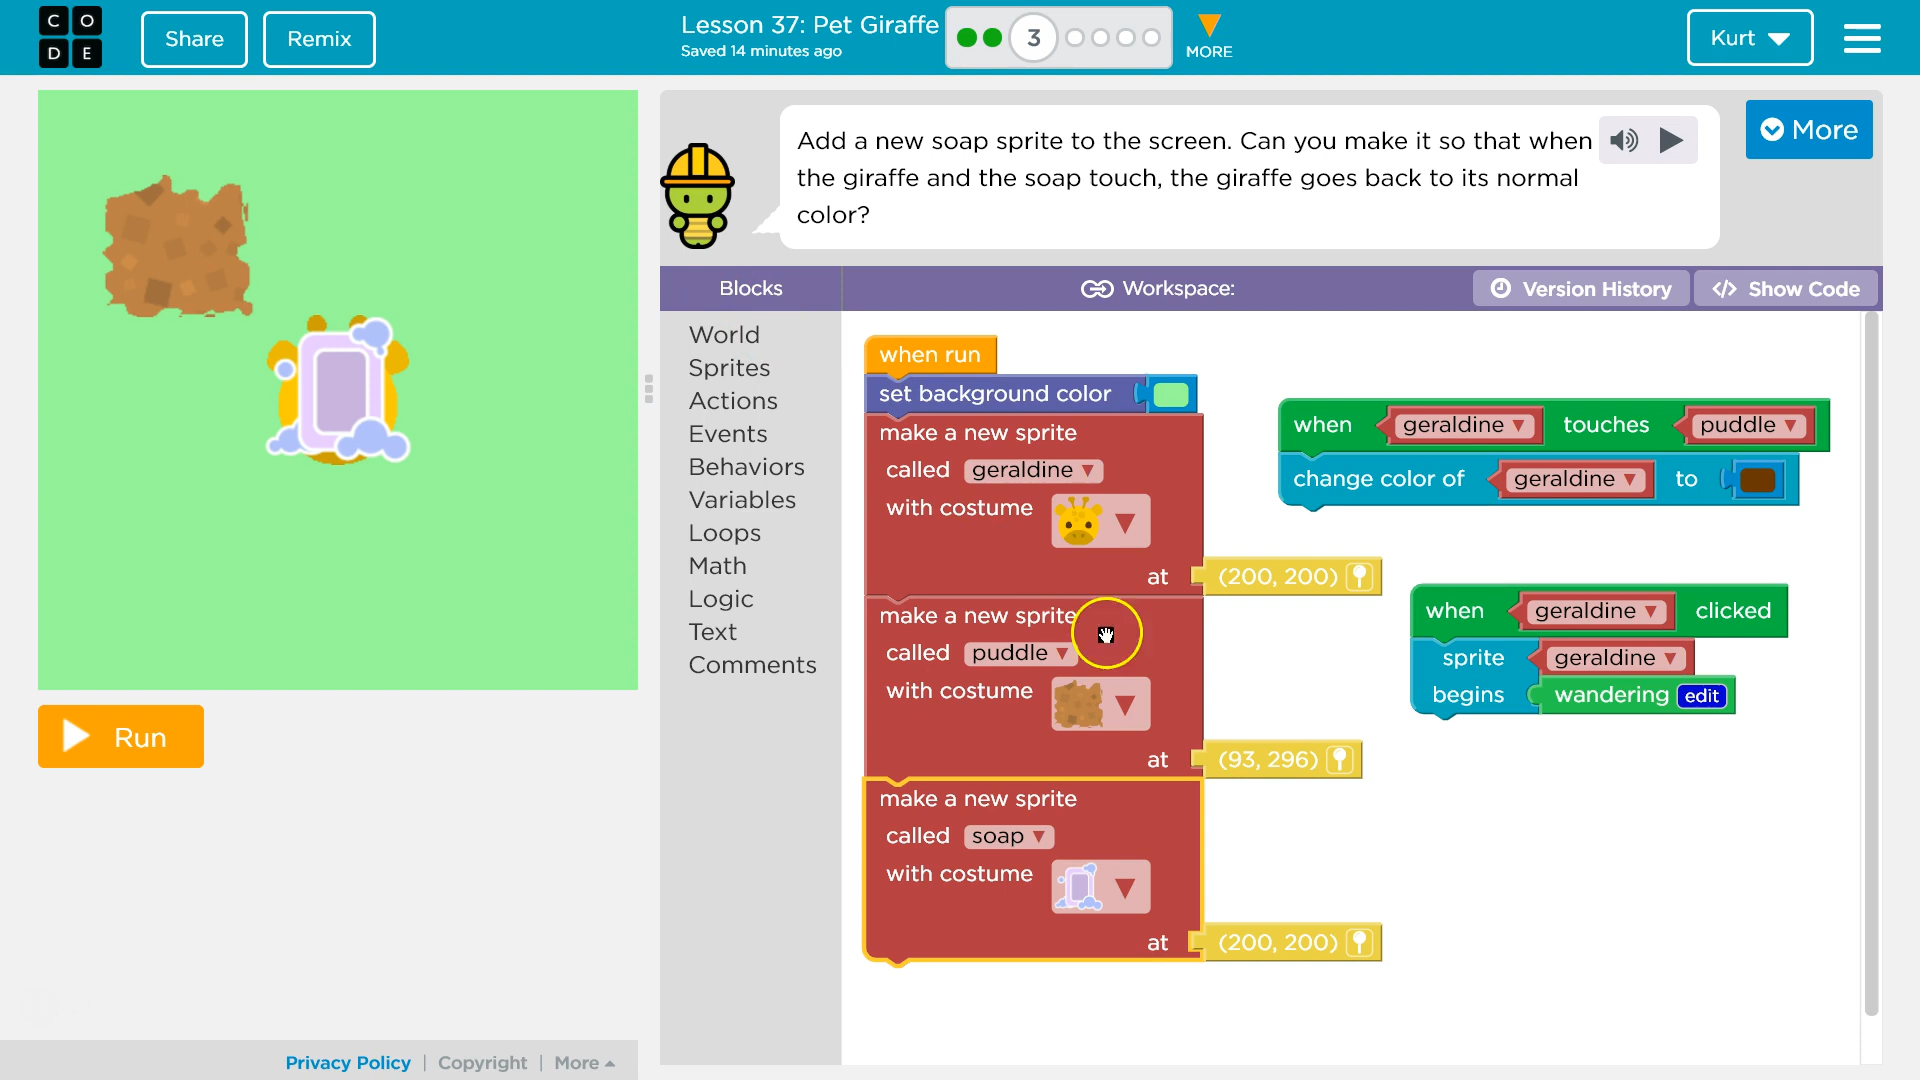 C O
D E
Share
Remix
Lesson 37: Pet Giraffe
Saved 14 minutes ago
3
MORE
Kurt
Add a new soap sprite to the screen. Can you make it so that when
the giraffe and the soap touch, the giraffe goes back to its normal
color?
More
Blocks
Workspace:
Version History
Show Code
World
Sprites
Actions
Events
Behaviors
Variables
Loops
Math
Logic
Text
Comments
when run
set background color
make a new sprite
called geraldine
with costume
at (200, 200)
make a new sprite
called puddle
with costume
at (93, 296)
make a new sprite
called soap
with costume
at (200, 200)
when geraldine touches puddle
change color of geraldine to
when geraldine clicked
sprite geraldine
begins wandering edit
Run
Privacy Policy | Copyright | More